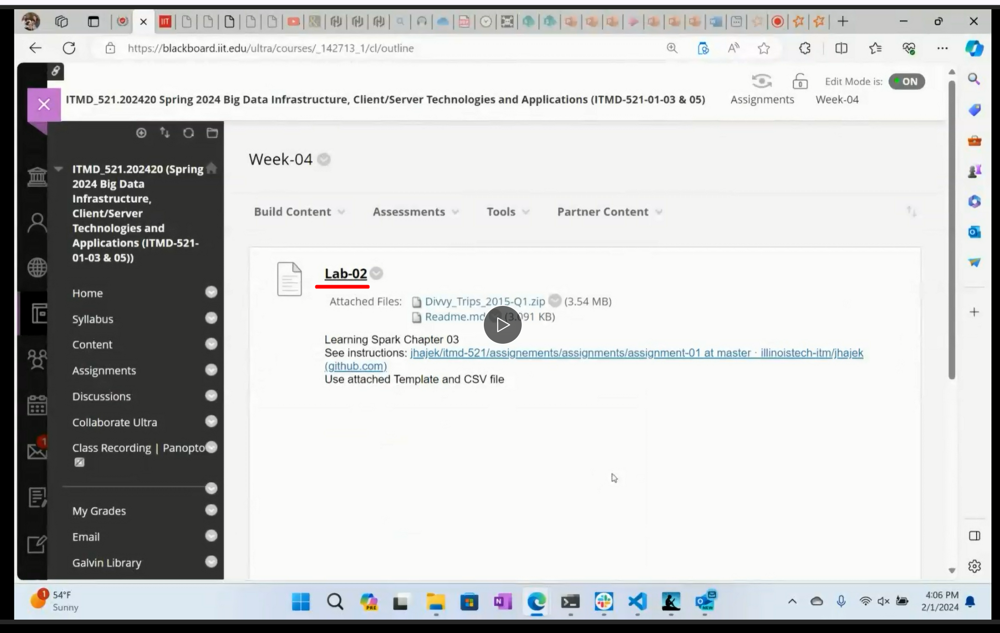 IIT
https://blackboard.iit.edu/ultra/courses/_142713_1/cl/outline
Edit Mode is: ON
ITMD_521.202420 Spring 2024 Big Data Infrastructure, Client/Server Technologies and Applications (ITMD-521-01-03 & 05) Assignments Week-04
ITMD_521.202420 (Spring
2024 Big Data
Infrastructure,
Client/Server
Technologies and
Applications (ITMD-521-
01-03 & 05))
Home
Syllabus
Content
Assignments
Discussions
Collaborate Ultra
1
Class Recording | Panopto
My Grades
Email
Galvin Library
Week-04
Build Content Assessments Tools Partner Content
Lab-02
Attached Files: Divvy_Trips_2015-Q1.zip (3.54 MB)
Readme.md (3.091 KB)
Learning Spark Chapter 03
See instructions: jhajek/itmd-521/assignements/assignments/assignment-01 at master · illinoistech-itm/jhajek
(github.com)
Use attached Template and CSV file
1
54°F
Sunny
PRE
N
NEW
4:06 PM
2/1/2024